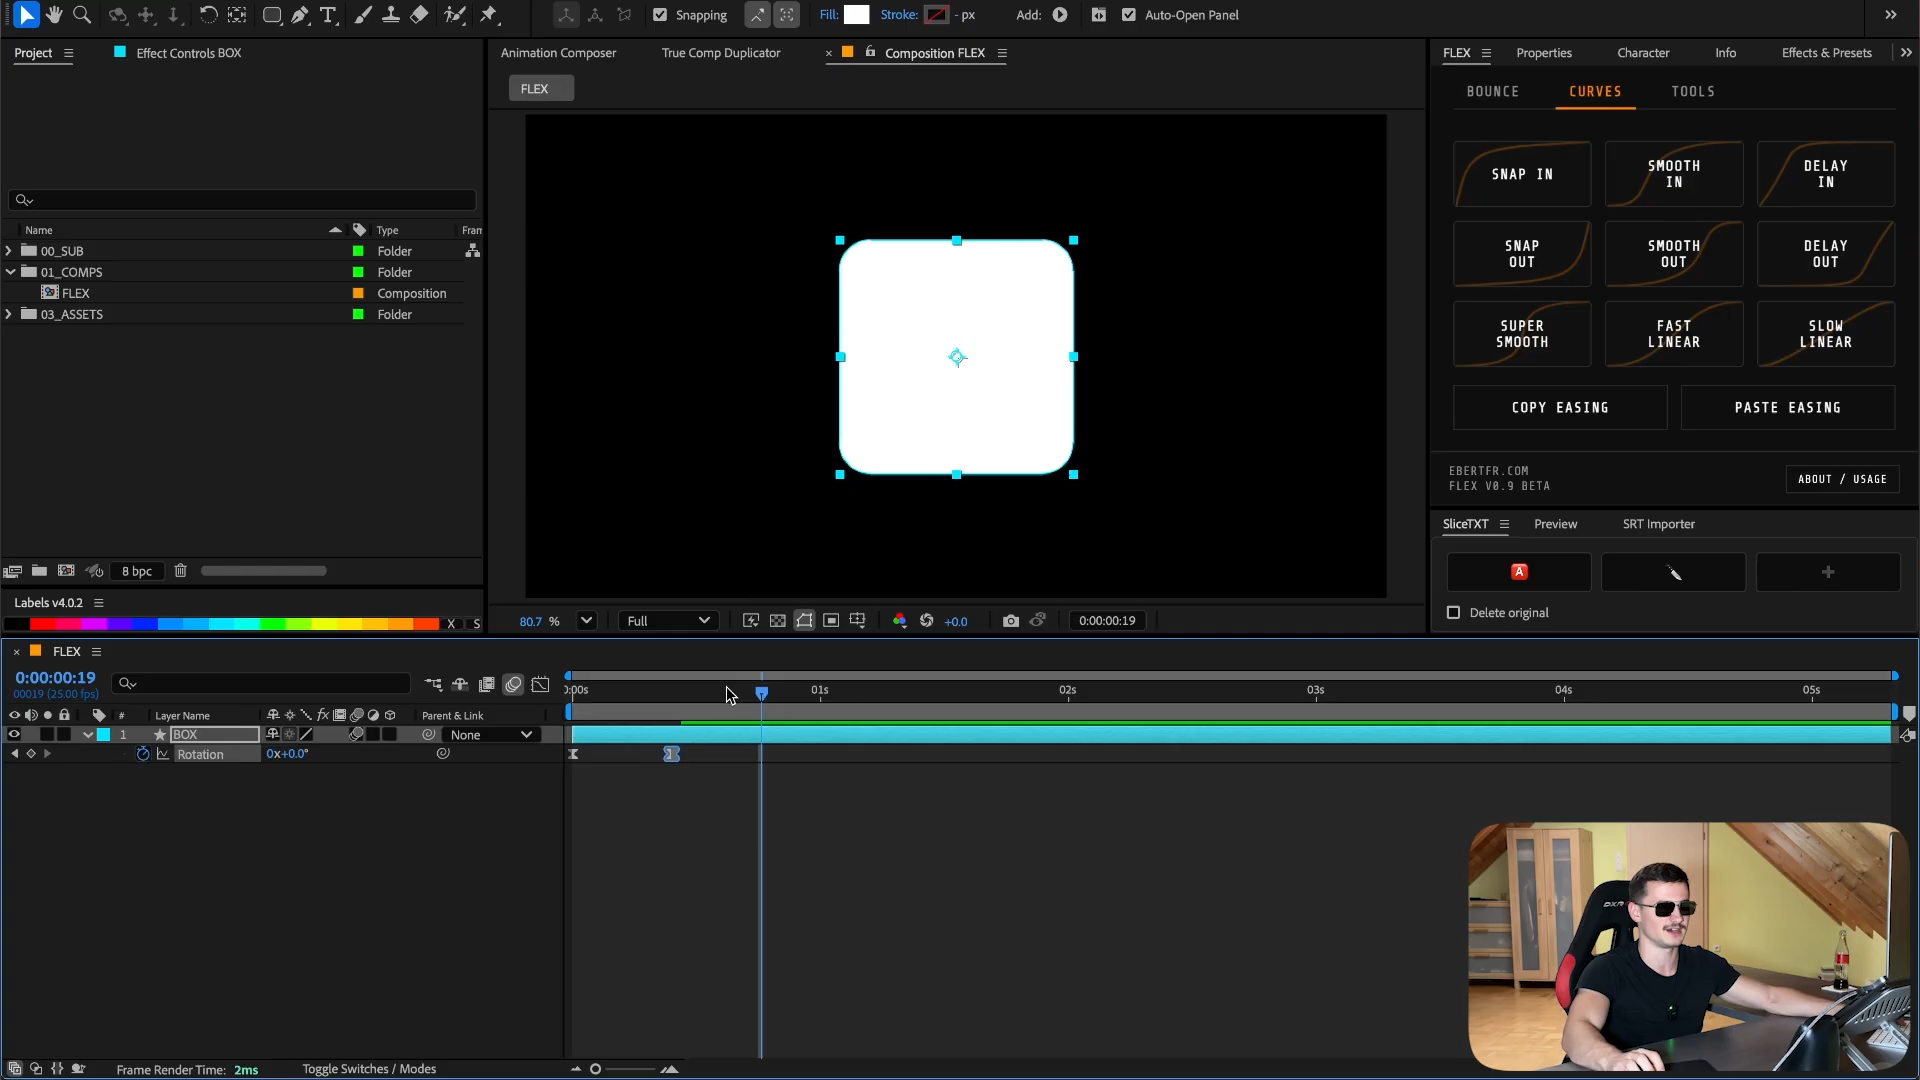 Snapping
Fill:
Stroke:
- px
Add:
Auto-Open Panel
Project
Effect Controls BOX
Animation Composer
True Comp Duplicator
Composition FLEX
FLEX
Properties
Character
Info
Effects & Presets
FLEX
BOUNCE
CURVES
TOOLS
SNAP IN
SMOOTH
IN
DELAY
IN
SNAP
OUT
SMOOTH
OUT
DELAY
OUT
SUPER
SMOOTH
FAST
LINEAR
SLOW
LINEAR
COPY EASING
PASTE EASING
EBERTFR.COM
FLEX V0.9 BETA
ABOUT / USAGE
SliceTXT
Preview
SRT Importer
A
Delete original
Name
Type
Fram
00_SUB
Folder
01_COMPS
Folder
FLEX
Composition
03_ASSETS
Folder
8 bpc
Labels v4.0.2
X
S
80.7 %
Full
+0.0
0:00:00:19
FLEX
0:00:00:19
00019 (25.00 fps)
0:00s
01s
02s
03s
04s
05s
#
Layer Name
fx
Parent & Link
1
BOX
None
Rotation
0x+0.0°
Frame Render Time: 2ms
Toggle Switches / Modes